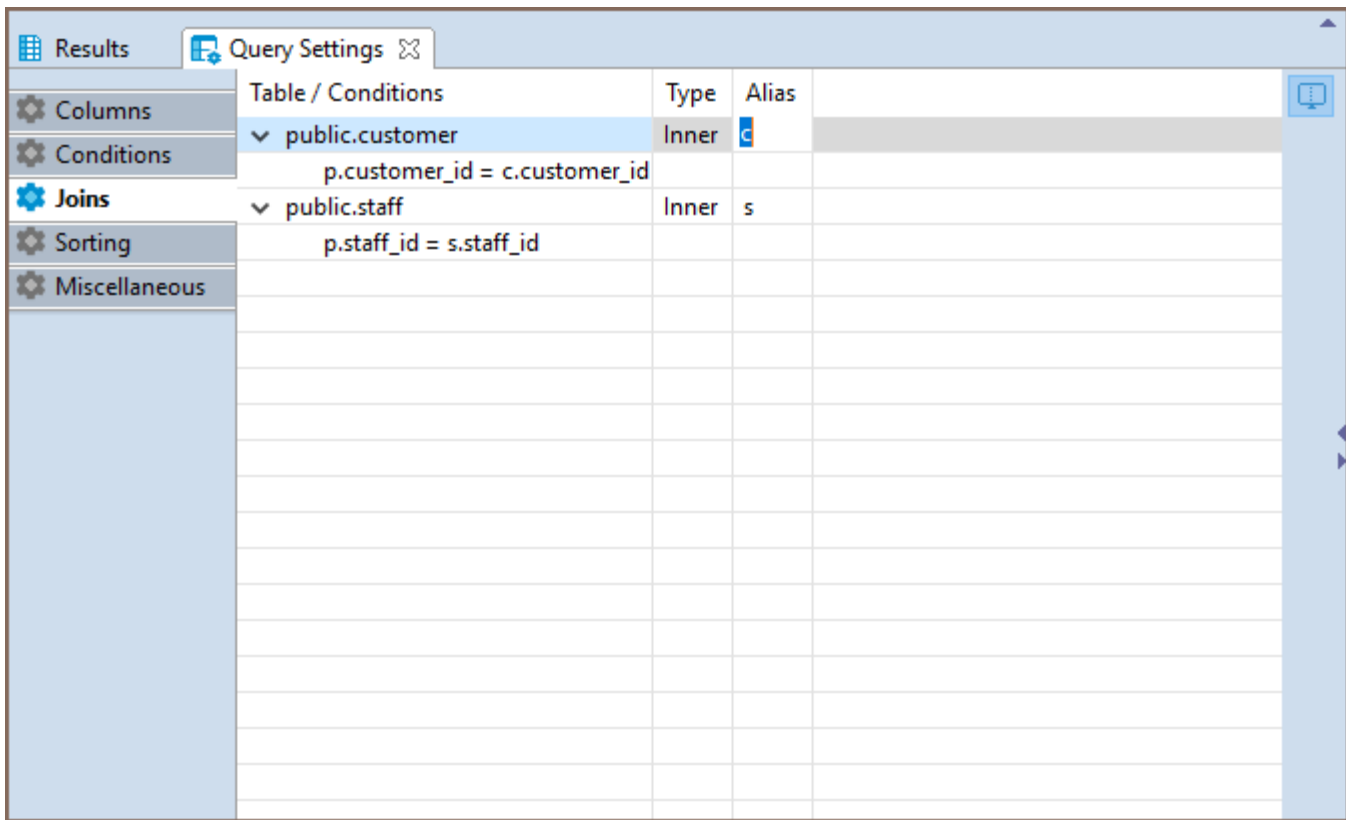 Results Query Settings
Columns
Conditions
Joins
Sorting
Miscellaneous
Table / Conditions Type Alias
public.customer Inner c
p.customer_id = c.customer_id
public.staff Inner s
p.staff_id = s.staff_id